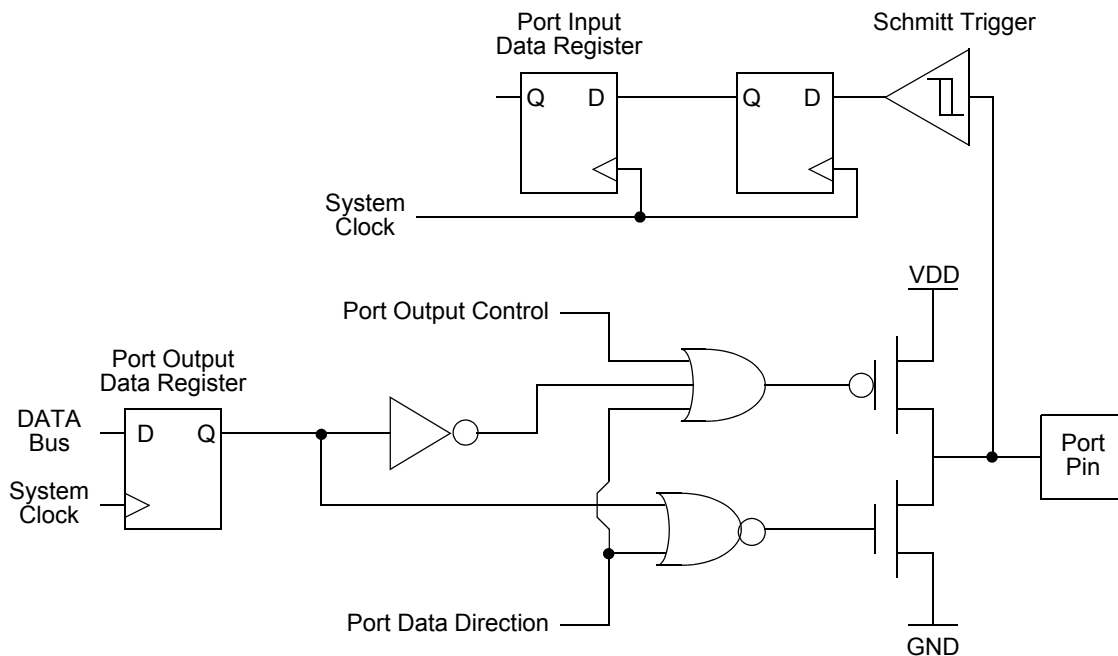 Port Input
Data Register
Schmitt Trigger
Q
D
Q
D
System
Clock
VDD
Port Output Control
Port Output
Data Register
DATA
Bus
D
Q
System
Clock
Port
Pin
Port Data Direction
GND